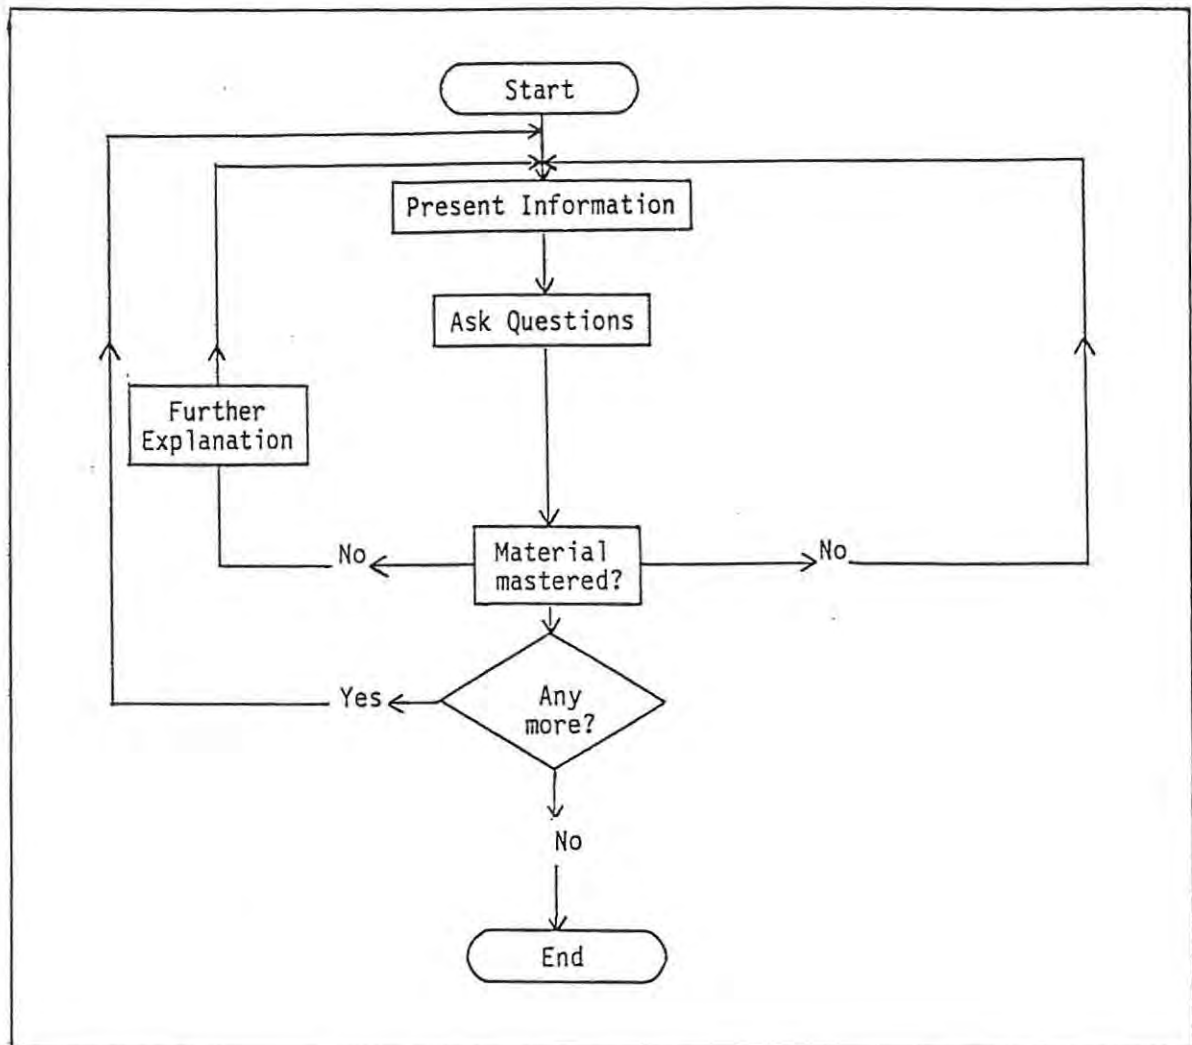 Start
Present Information
Ask Questions
Further
Explanation
No
Material
mastered?
No
Yes
Any
more?
No
End